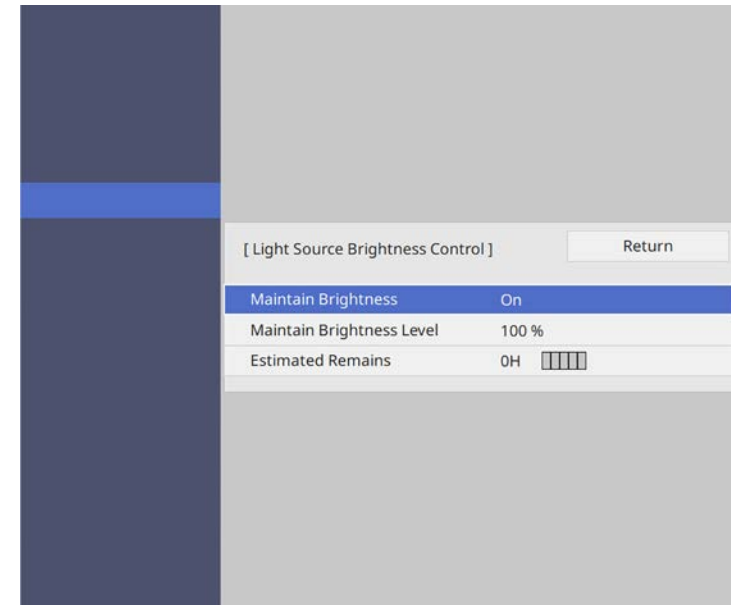 [ Light Source Brightness Control ] Return
Maintain Brightness On
Maintain Brightness Level 100 %
Estimated Remains 0H